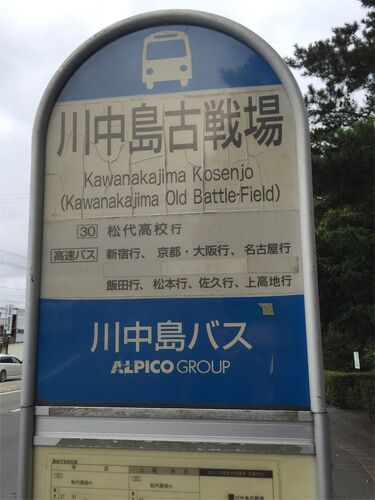 川中島古戦場
Kawanakajima Kosenjo
(Kawanakajima Old Battle-Field)
30 松代高校行
高速バス 新宿行、京都・大阪行、名古屋行
飯田行、松本行、佐久行、上高地行
川中島バス
ALPICO GROUP